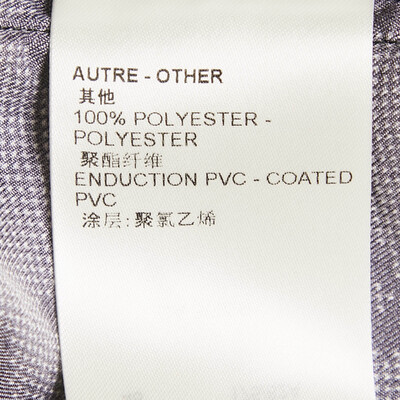 AUTRE - OTHER
其他
100% POLYESTER -
POLYESTER
聚酯纤维
ENDUCTION PVC - COATED
PVC
涂层:聚氯乙烯